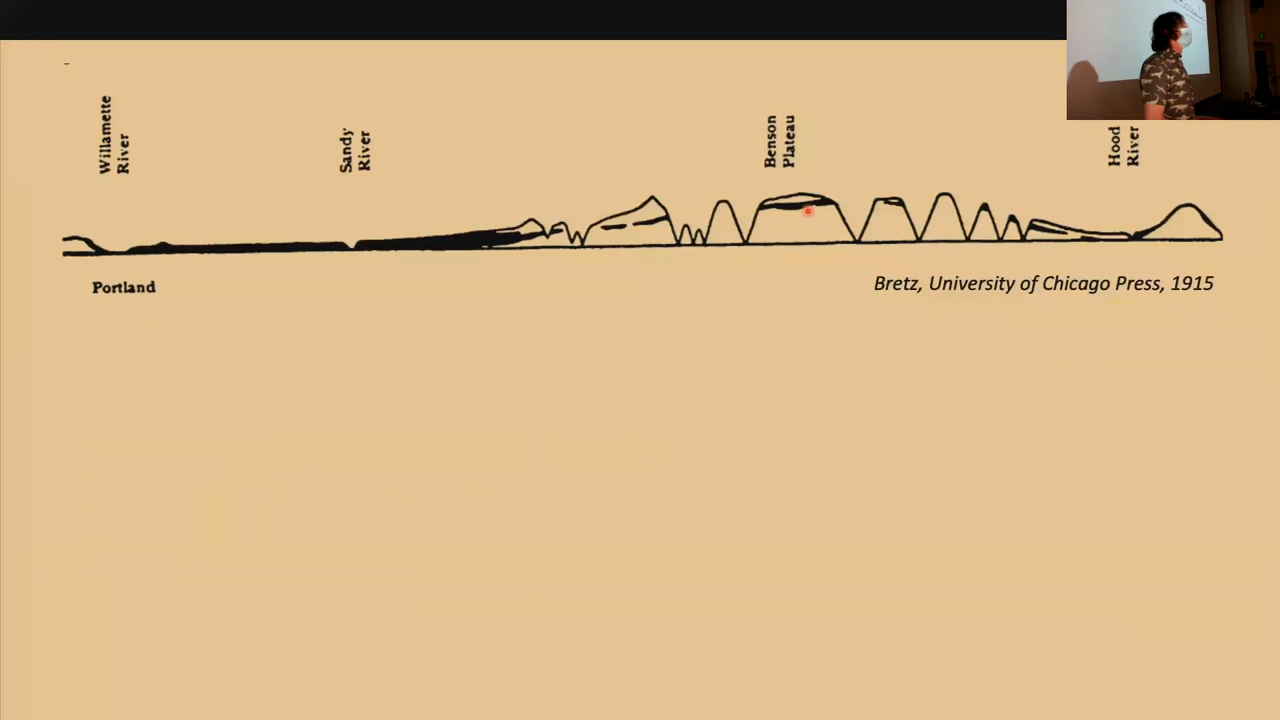 Willamette
River
Sandy
River
Benson
Plateau
Hood
River
Portland
Bretz, University of Chicago Press, 1915